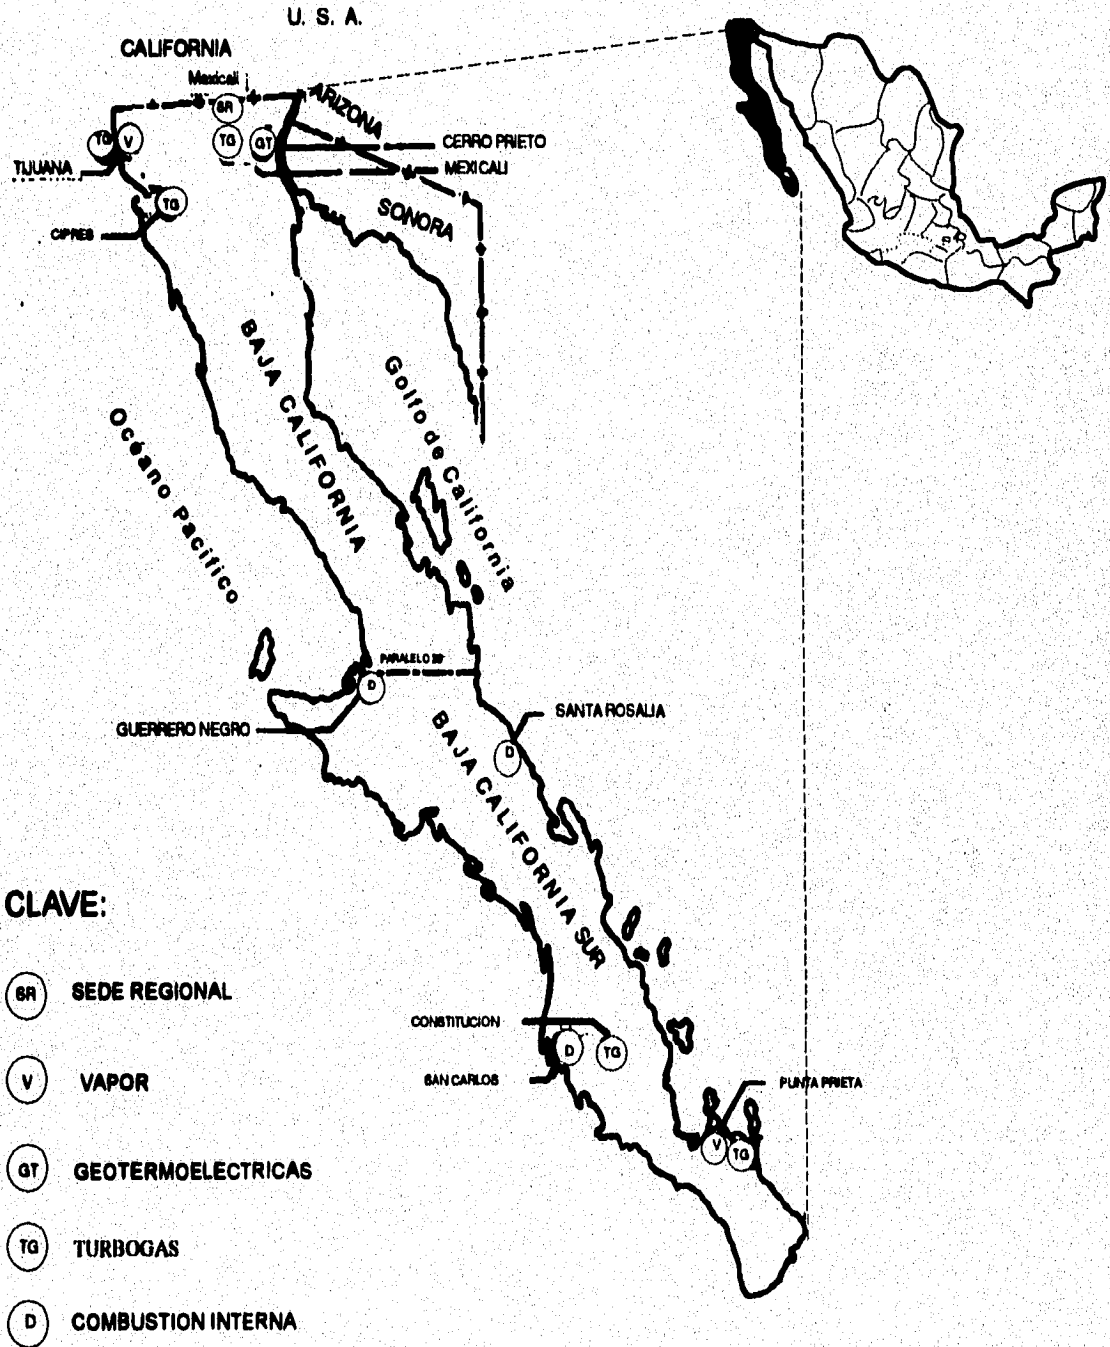 U. S. A.
CALIFORNIA
Mexicali
ARIZONA
SR
TG
V
TG
GT
CERRO PRIETO
MEXICALI
TIJUANA
TG
SONORA
CIPRES
BAJA CALIFORNIA
Golfo de California
Océano Pacifico
PARALELO 28°
D
GUERRERO NEGRO
SANTA ROSALIA
D
BAJA CALIFORNIA SUR
CLAVE:
SR SEDE REGIONAL
CONSTITUCION
D
TG
SAN CARLOS
V VAPOR
PUNTA PRIETA
V
TG
GT GEOTERMOELECTRICAS
TG TURBOGAS
D COMBUSTION INTERNA